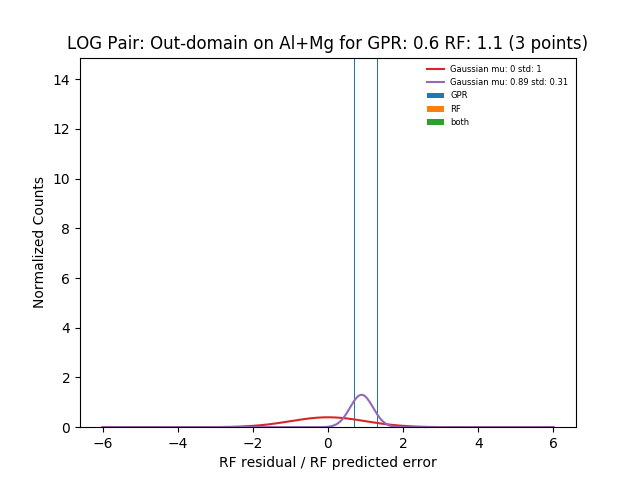 LOG Pair: Out-domain on Al+Mg for GPR: 0.6 RF: 1.1 (3 points)
Gaussian mu: 0 std: 1
Gaussian mu: 0.89 std: 0.31
GPR
RF
both
14
12
10
8
6
4
2
0
Normalized Counts
−6 −4 −2 0 2 4 6
RF residual / RF predicted error